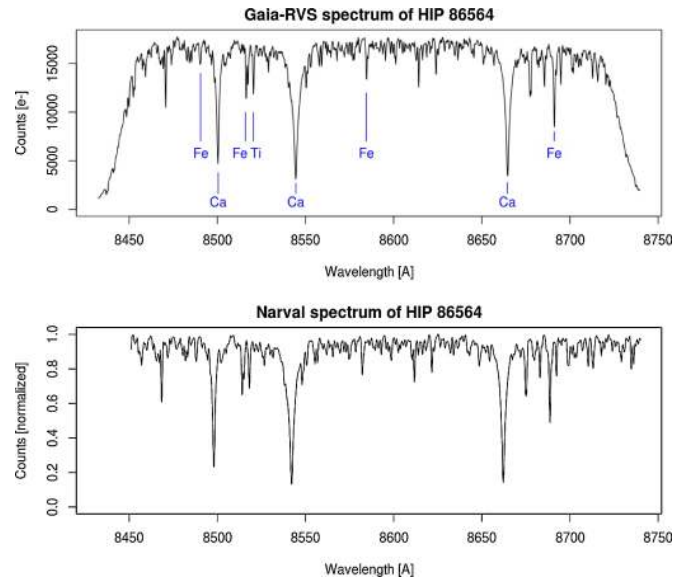 Gaia-RVS spectrum of HIP 86564
Counts [e-]
15000
10000
5000
0
Fe Fe Ti Fe Fe
Ca Ca Ca
8450 8500 8550 8600 8650 8700 8750
Wavelength [A]
Narval spectrum of HIP 86564
Counts [normalized]
1.0
0.8
0.6
0.4
0.2
0.0
8450 8500 8550 8600 8650 8700 8750
Wavelength [A]